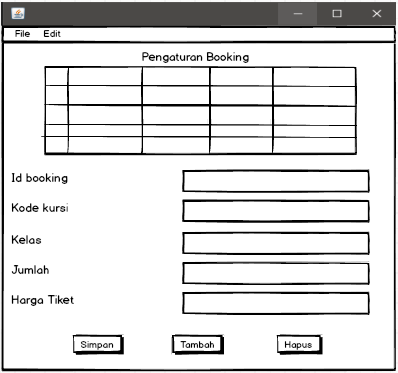 File Edit
Pengaturan Booking
Id booking
Kode kursi
Kelas
Jumlah
Harga Tiket
Simpan Tambah Hapus